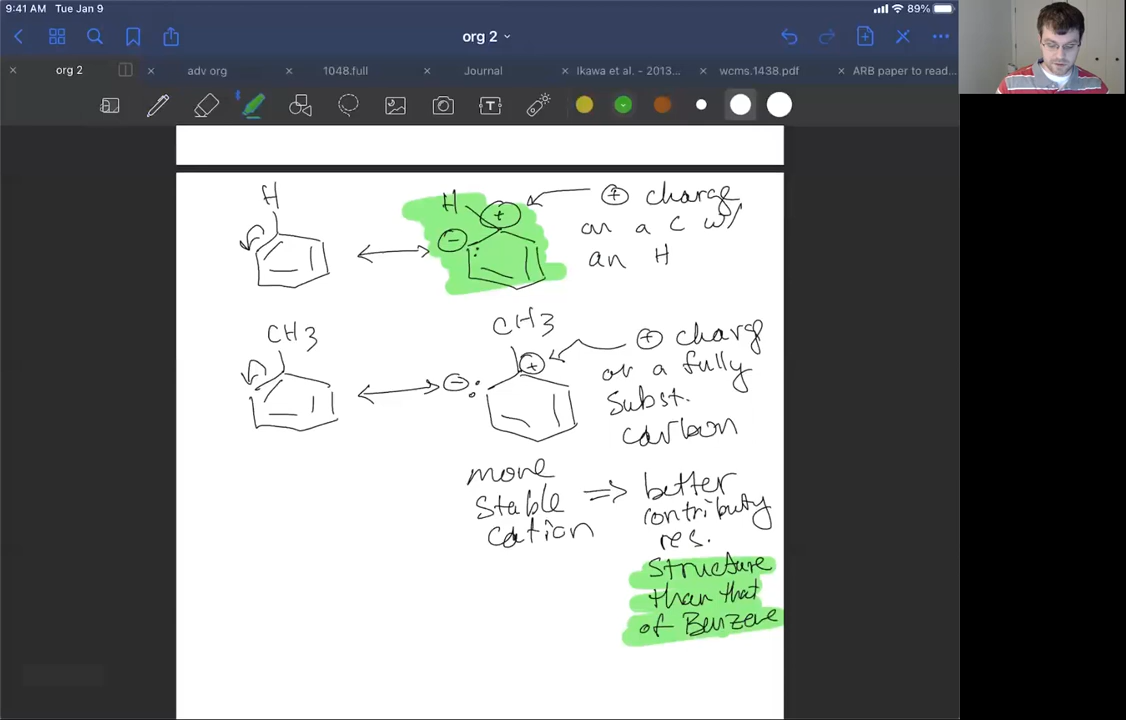 9:41 AM Tue Jan 9
89%
org 2
org 2
adv org
1048.full
Journal
Ikawa et al. - 2013...
wcms.1438.pdf
ARB paper to read...
T
H
H
+
−
+ charge
on a C w/
an H
CH3
CH3
+
−
+ charge
on a fully
subst.
carbon
more
stable
cation
⇒ better
contributy
res.
structure
than that
of Benzene